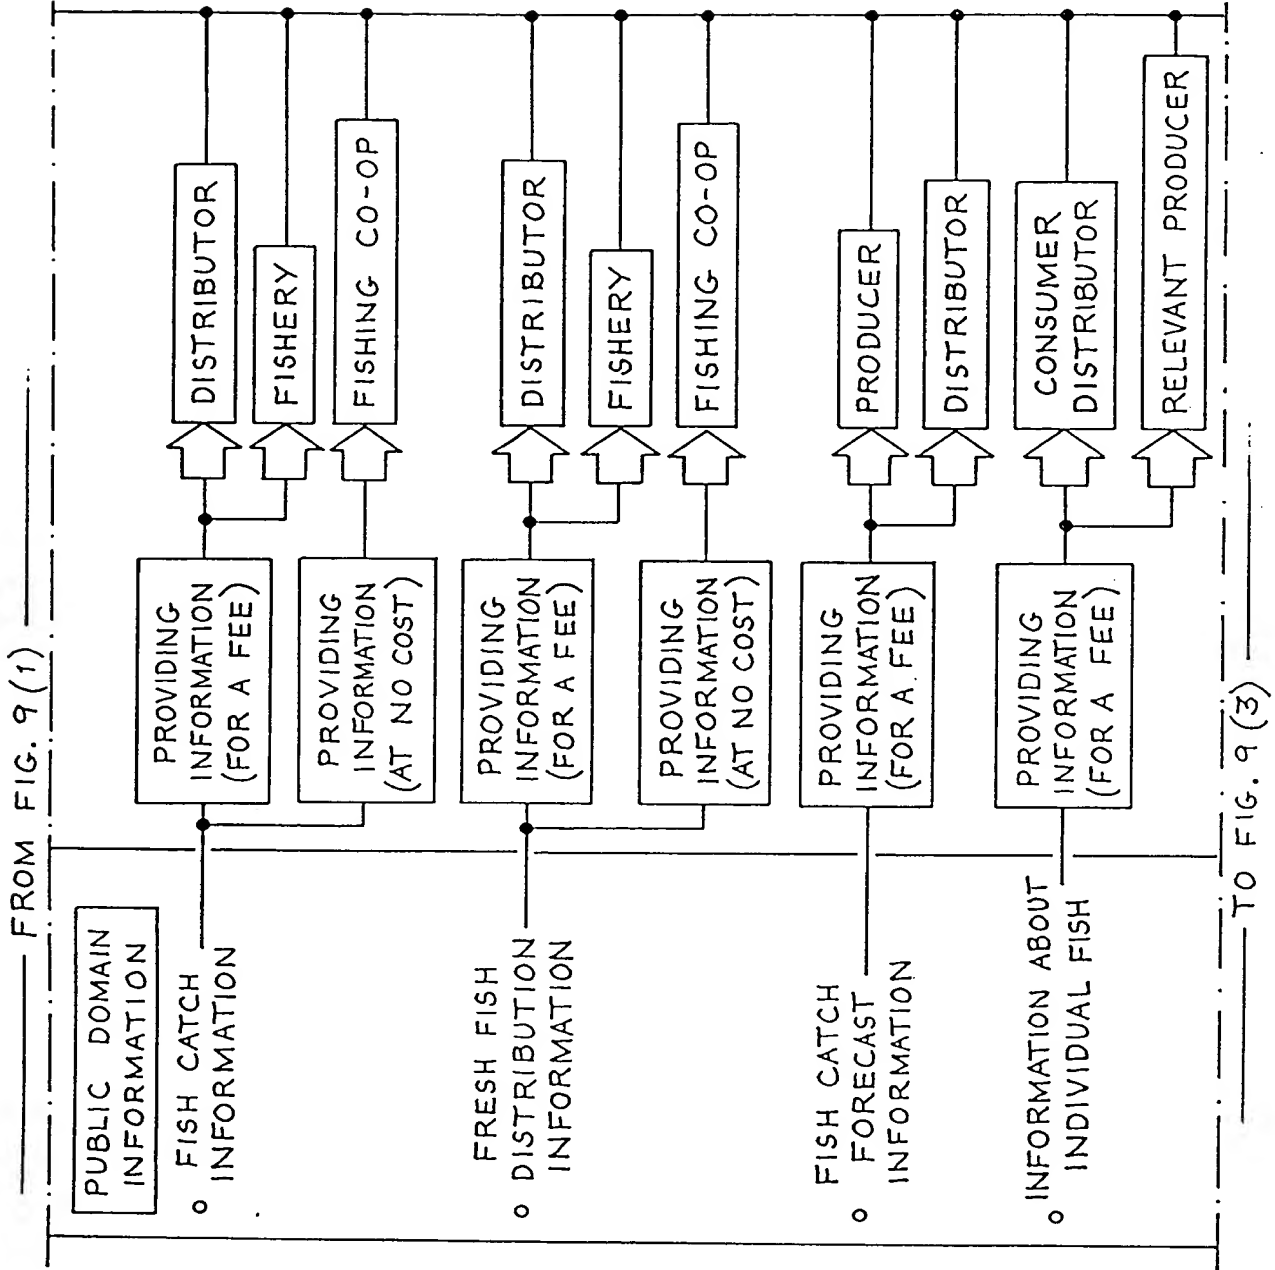 FROM FIG. 9(1)
PUBLIC DOMAIN
INFORMATION
FISH CATCH
INFORMATION
PROVIDING
INFORMATION
(FOR A FEE)
DISTRIBUTOR
FISHERY
PROVIDING
INFORMATION
(AT NO COST)
FISHING CO-OP
FRESH FISH
DISTRIBUTION
INFORMATION
PROVIDING
INFORMATION
(FOR A FEE)
DISTRIBUTOR
FISHERY
PROVIDING
INFORMATION
(AT NO COST)
FISHING CO-OP
FISH CATCH
FORECAST
INFORMATION
PROVIDING
INFORMATION
(FOR A FEE)
PRODUCER
DISTRIBUTOR
INFORMATION ABOUT
INDIVIDUAL FISH
PROVIDING
INFORMATION
(FOR A FEE)
CONSUMER
DISTRIBUTOR
RELEVANT PRODUCER
TO FIG. 9(3)